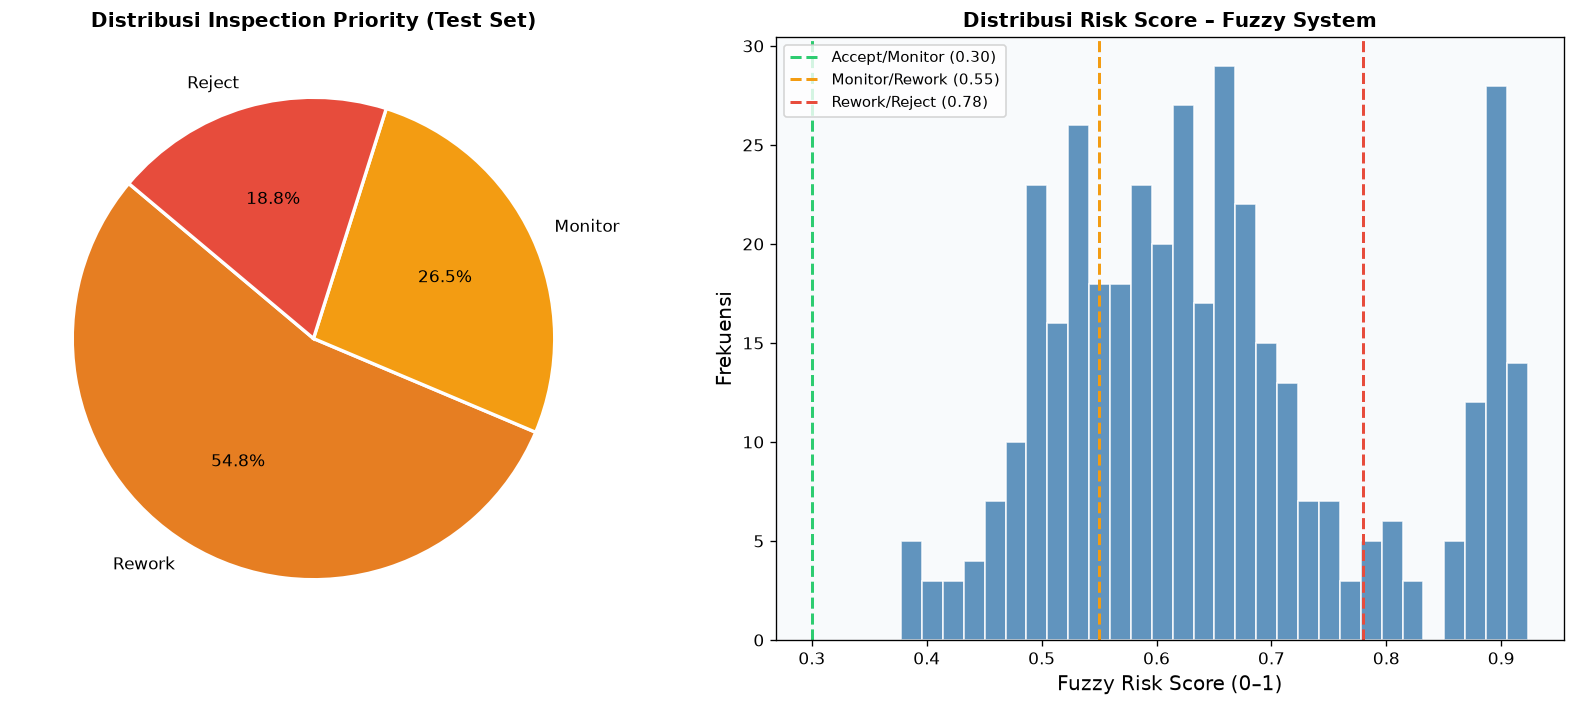 Distribusi Inspection Priority (Test Set)
Reject
18.8%
Monitor
26.5%
54.8%
Rework
Distribusi Risk Score – Fuzzy System
Accept/Monitor (0.30)
Monitor/Rework (0.55)
Rework/Reject (0.78)
Frekuensi
30
25
20
15
10
5
0
0.3 0.4 0.5 0.6 0.7 0.8 0.9
Fuzzy Risk Score (0–1)